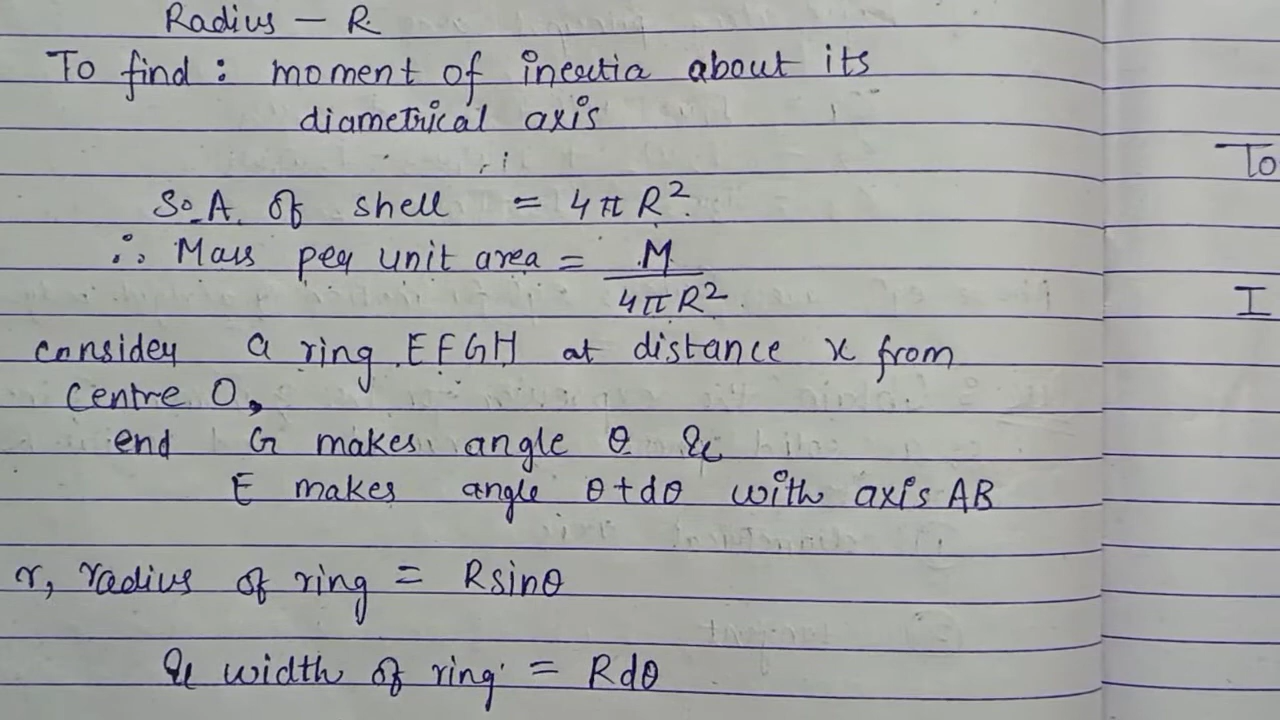 Radius – R
To find : moment of inertia about its
diametrical axis
S.A. of shell = 4πR²
∴ Mass per unit area = M / 4πR²
consider a ring EFGH at distance x from
centre O,
end G makes angle θ &
E makes angle θ+dθ with axis AB
r, radius of ring = Rsinθ
& width of ring = Rdθ
To
I